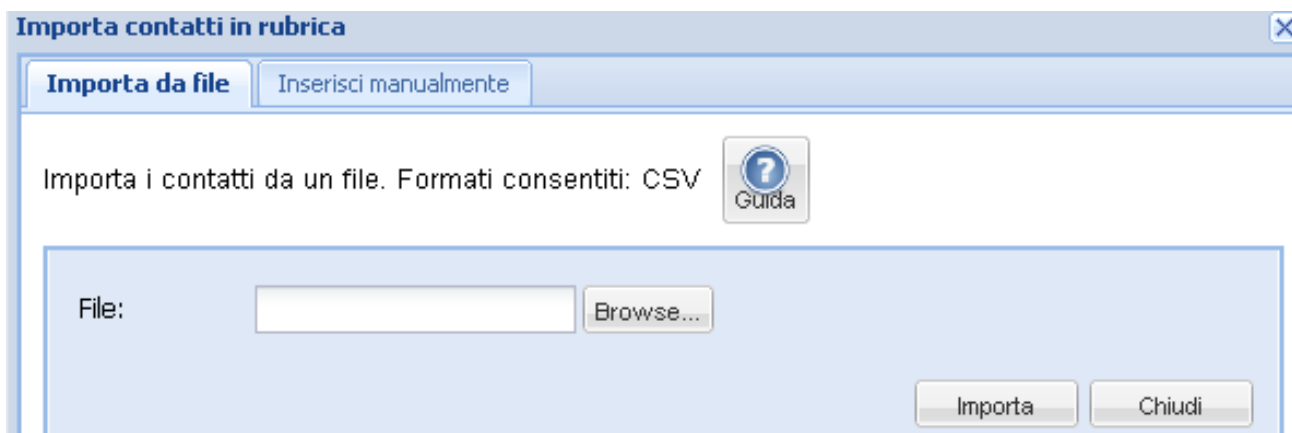 Importa contatti in rubrica
Importa da file Inserisci manualmente
Importa i contatti da un file. Formati consentiti: CSV
Guida
File: Browse...
Importa Chiudi